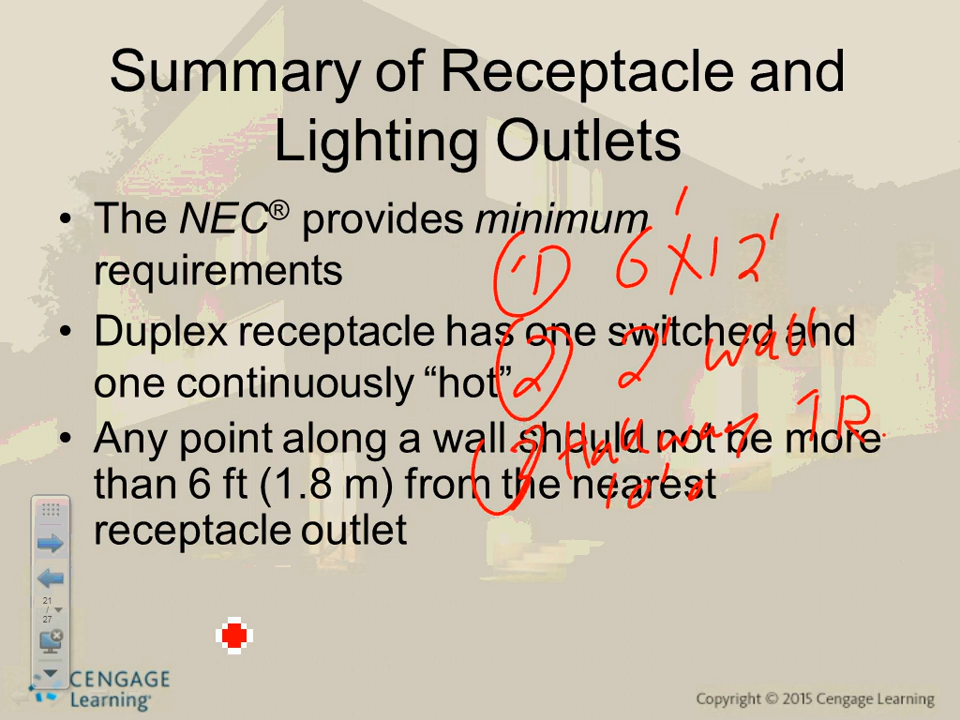 Summary of Receptacle and
Lighting Outlets
• The NEC® provides minimum
requirements
① 6' X 12'
• Duplex receptacle has one switched and
one continuously “hot”
② 2' wall
• Any point along a wall should not be more
than 6 ft (1.8 m) from the nearest
receptacle outlet
③ Hallway 1R
10'
21
/
27
CENGAGE
Learning
Copyright © 2015 Cengage Learning